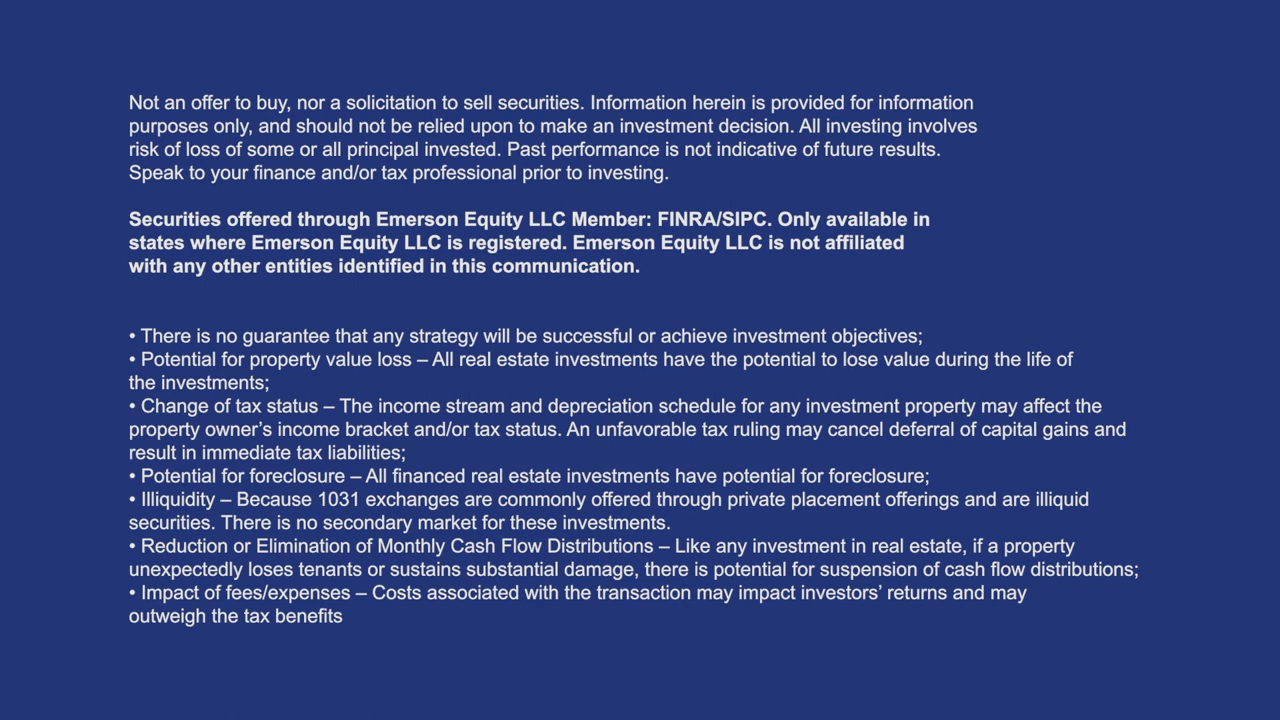 Not an offer to buy, nor a solicitation to sell securities. Information herein is provided for information
purposes only, and should not be relied upon to make an investment decision. All investing involves
risk of loss of some or all principal invested. Past performance is not indicative of future results.
Speak to your finance and/or tax professional prior to investing.
Securities offered through Emerson Equity LLC Member: FINRA/SIPC. Only available in
states where Emerson Equity LLC is registered. Emerson Equity LLC is not affiliated
with any other entities identified in this communication.
• There is no guarantee that any strategy will be successful or achieve investment objectives;
• Potential for property value loss – All real estate investments have the potential to lose value during the life of
the investments;
• Change of tax status – The income stream and depreciation schedule for any investment property may affect the
property owner’s income bracket and/or tax status. An unfavorable tax ruling may cancel deferral of capital gains and
result in immediate tax liabilities;
• Potential for foreclosure – All financed real estate investments have potential for foreclosure;
• Illiquidity – Because 1031 exchanges are commonly offered through private placement offerings and are illiquid
securities. There is no secondary market for these investments.
• Reduction or Elimination of Monthly Cash Flow Distributions – Like any investment in real estate, if a property
unexpectedly loses tenants or sustains substantial damage, there is potential for suspension of cash flow distributions;
• Impact of fees/expenses – Costs associated with the transaction may impact investors’ returns and may
outweigh the tax benefits